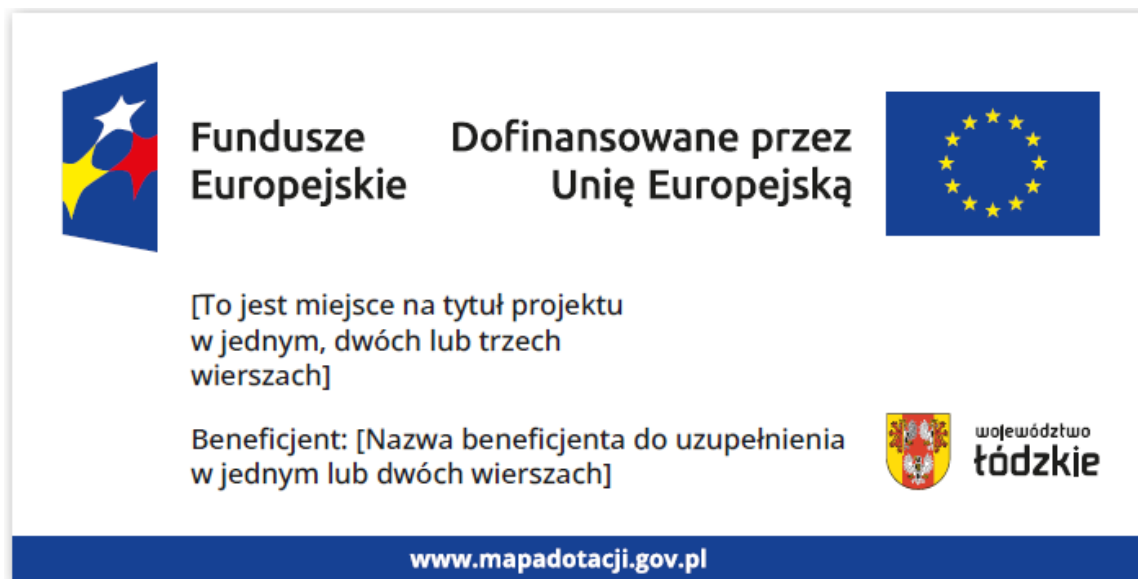 Fundusze
Europejskie
Dofinansowane przez
Unię Europejską
[To jest miejsce na tytuł projektu
w jednym, dwóch lub trzech
wierszach]
Beneficjent: [Nazwa beneficjenta do uzupełnienia
w jednym lub dwóch wierszach]
województwo
łódzkie
www.mapadotacji.gov.pl